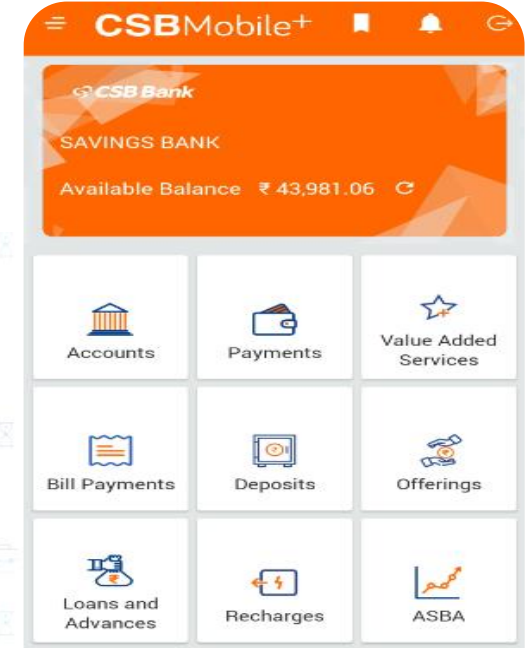 CSBMobile+
CSB Bank
SAVINGS BANK
Available Balance ₹ 43,981.06
Accounts
Payments
Value Added
Services
Bill Payments
Deposits
Offerings
Loans and
Advances
Recharges
ASBA